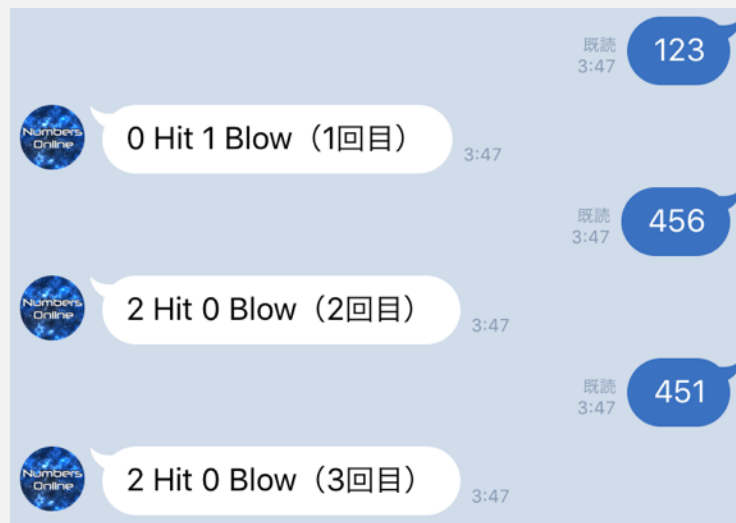 123
既読
3:47
Numbers
Online
0 Hit 1 Blow（1回目）
3:47
456
既読
3:47
Numbers
Online
2 Hit 0 Blow（2回目）
3:47
451
既読
3:47
Numbers
Online
2 Hit 0 Blow（3回目）
3:47